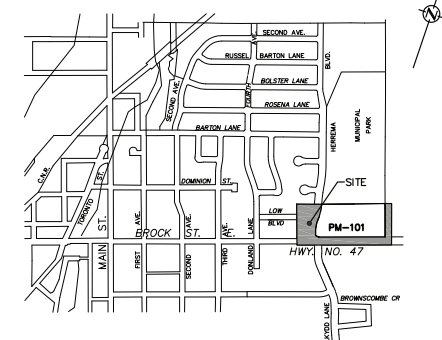 N
SECOND AVE.
RUSSEL
AVE.
BARTON LANE
BLVD.
BOLSTER LANE
SECOND AVE.
FOURTH
ROSENA LANE
BARTON LANE
HERREMA
MUNICIPAL
PARK
C.N.R.
DOMINION ST.
SITE
TORONTO ST.
LOW
BLVD
PM-101
MAIN ST.
FIRST AVE.
BROCK ST. E.
SECOND AVE.
THIRD AVE.
DONLAND LANE
HWY. NO. 47
KYDD LANE
BROWNSCOMBE CR